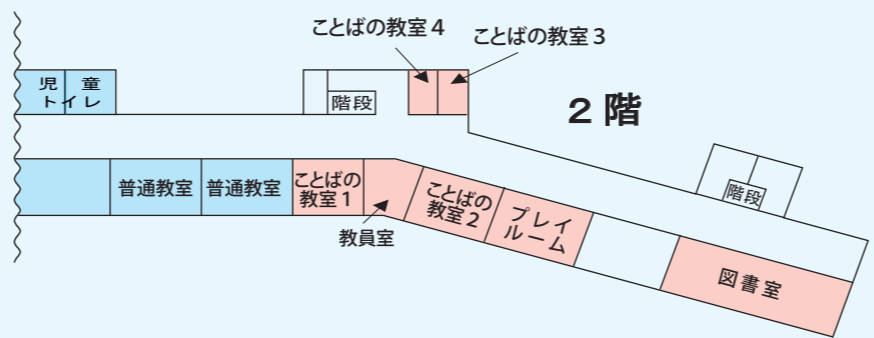 ことばの教室４
ことばの教室３
児　童
トイレ
階段
２階
普通教室
普通教室
ことばの
教室１
教員室
ことばの
教室２
プレイ
ルーム
階段
図書室